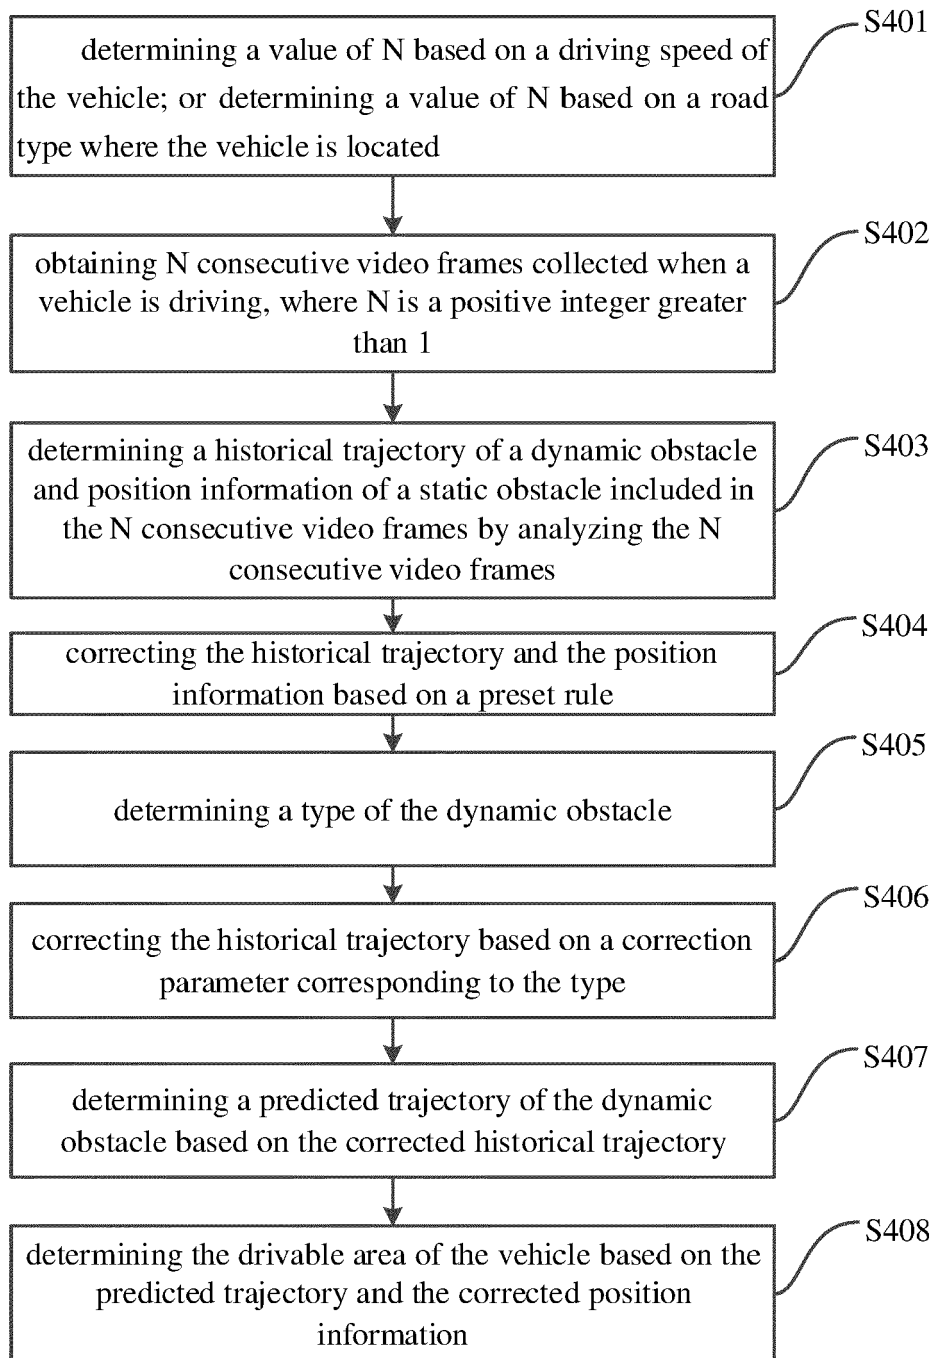 S401
determining a value of N based on a driving speed of
the vehicle; or determining a value of N based on a road
type where the vehicle is located
S402
obtaining N consecutive video frames collected when a
vehicle is driving, where N is a positive integer greater
than 1
S403
determining a historical trajectory of a dynamic obstacle
and position information of a static obstacle included in
the N consecutive video frames by analyzing the N
consecutive video frames
S404
correcting the historical trajectory and the position
information based on a preset rule
S405
determining a type of the dynamic obstacle
S406
correcting the historical trajectory based on a correction
parameter corresponding to the type
S407
determining a predicted trajectory of the dynamic
obstacle based on the corrected historical trajectory
S408
determining the drivable area of the vehicle based on the
predicted trajectory and the corrected position
information